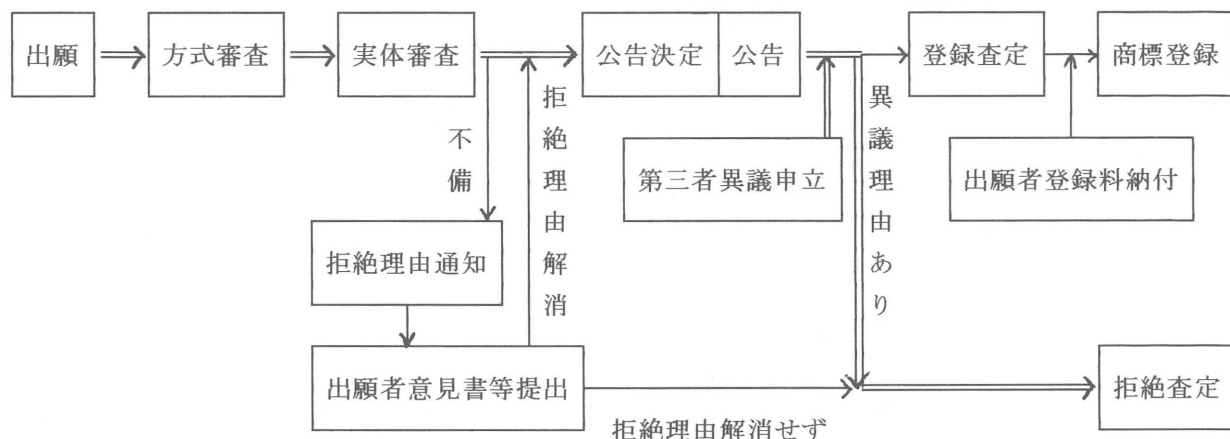 出願
方式審査
実体審査
公告決定
公告
登録査定
商標登録
不備
拒絶理由解消
第三者異議申立
異議理由あり
出願者登録料納付
拒絶理由通知
出願者意見書等提出
拒絶理由解消せず
拒絶査定